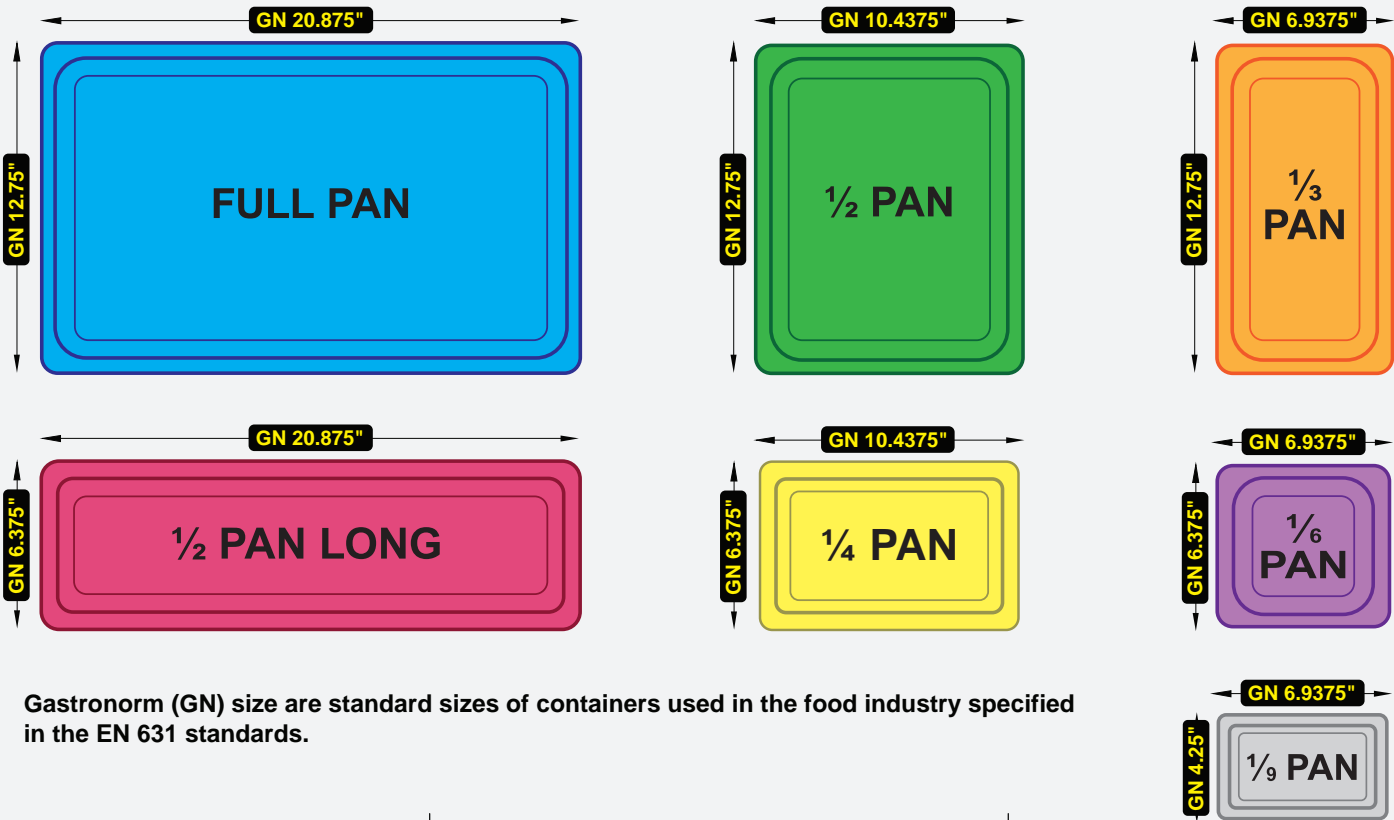 GN 20.875"
GN 10.4375"
GN 6.9375"
GN 12.75"
FULL PAN
GN 12.75"
½ PAN
GN 12.75"
⅓
PAN
GN 20.875"
GN 10.4375"
GN 6.9375"
GN 6.375"
½ PAN LONG
GN 6.375"
¼ PAN
GN 6.375"
⅙
PAN
Gastronorm (GN) size are standard sizes of containers used in the food industry specified
in the EN 631 standards.
GN 6.9375"
GN 4.25"
⅑ PAN